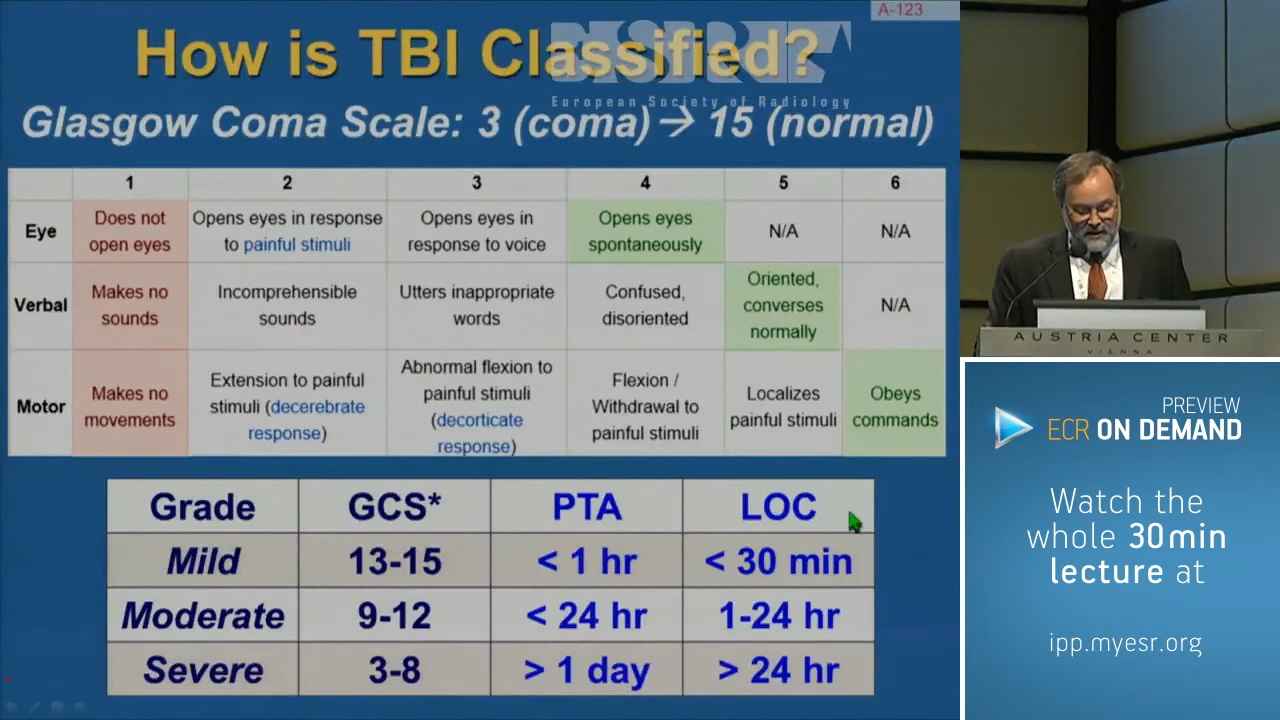 A-123
How is TBI Classified?
European Society of Radiology
Glasgow Coma Scale: 3 (coma) → 15 (normal)
1 2 3 4 5 6
Eye
Does not
open eyes
Opens eyes in response
to painful stimuli
Opens eyes in
response to voice
Opens eyes
spontaneously
N/A
N/A
Verbal
Makes no
sounds
Incomprehensible
sounds
Utters inappropriate
words
Confused,
disoriented
Oriented,
converses
normally
N/A
Motor
Makes no
movements
Extension to painful
stimuli (decerebrate
response)
Abnormal flexion to
painful stimuli
(decorticate
response)
Flexion /
Withdrawal to
painful stimuli
Localizes
painful stimuli
Obeys
commands
Grade GCS* PTA LOC
Mild 13-15 < 1 hr < 30 min
Moderate 9-12 < 24 hr 1-24 hr
Severe 3-8 > 1 day > 24 hr
AUSTRIA CENTER
VIENNA
PREVIEW
ECR ON DEMAND
Watch the
whole 30min
lecture at
ipp.myesr.org